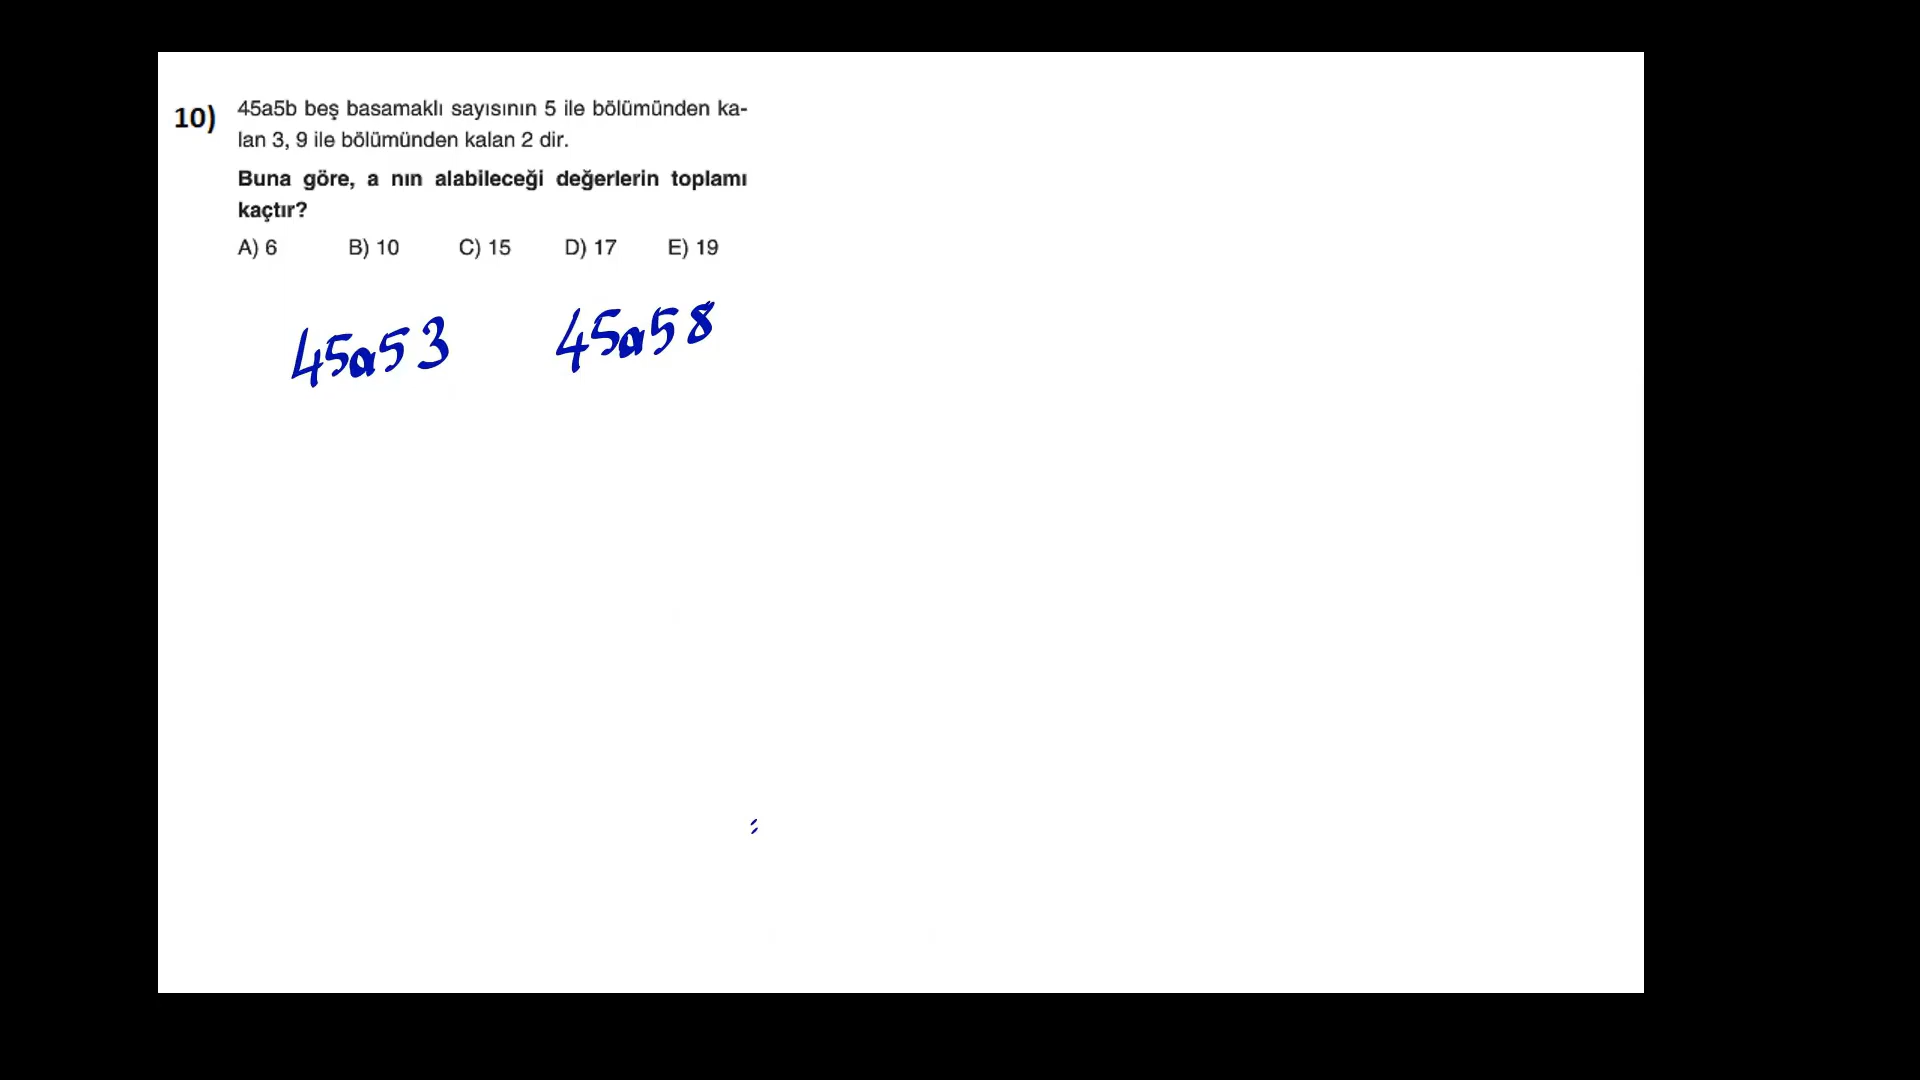 10) 45a5b beş basamaklı sayısının 5 ile bölümünden ka-
lan 3, 9 ile bölümünden kalan 2 dir.
Buna göre, a nın alabileceği değerlerin toplamı
kaçtır?
A) 6 B) 10 C) 15 D) 17 E) 19
45a53 45a58